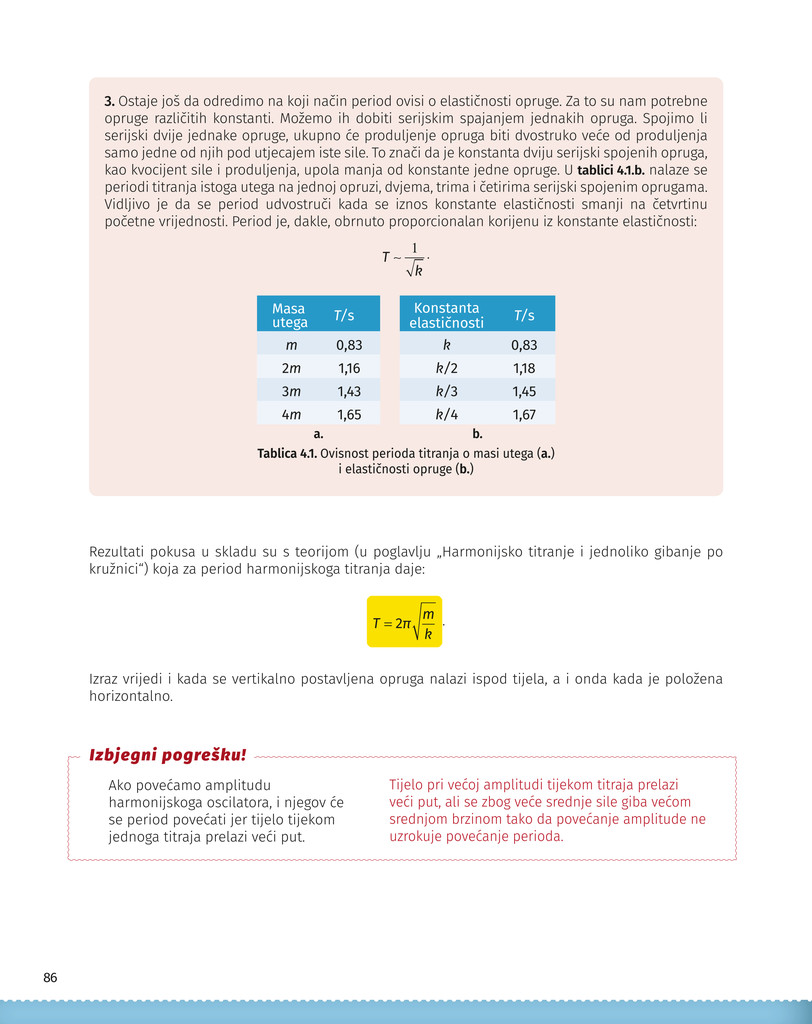 3. Ostaje još da odredimo na koji način period ovisi o elastičnosti opruge. Za to su nam potrebne
opruge različitih konstanti. Možemo ih dobiti serijskim spajanjem jednakih opruga. Spojimo li
serijski dvije jednake opruge, ukupno će produljenje opruga biti dvostruko veće od produljenja
samo jedne od njih pod utjecajem iste sile. To znači da je konstanta dviju serijski spojenih opruga,
kao kvocijent sile i produljenja, upola manja od konstante jedne opruge. U tablici 4.1.b. nalaze se
periodi titranja istoga utega na jednoj opruzi, dvjema, trima i četirima serijski spojenim oprugama.
Vidljivo je da se period udvostruči kada se iznos konstante elastičnosti smanji na četvrtinu
početne vrijednosti. Period je, dakle, obrnuto proporcionalan korijenu iz konstante elastičnosti:
T ~ 1/√k.
Masa utega T/s
m 0,83
2m 1,16
3m 1,43
4m 1,65
a.
Konstanta elastičnosti T/s
k 0,83
k/2 1,18
k/3 1,45
k/4 1,67
b.
Tablica 4.1. Ovisnost perioda titranja o masi utega (a.)
i elastičnosti opruge (b.)
Rezultati pokusa u skladu su s teorijom (u poglavlju „Harmonijsko titranje i jednoliko gibanje po
kružnici“) koja za period harmonijskoga titranja daje:
T = 2π√(m/k).
Izraz vrijedi i kada se vertikalno postavljena opruga nalazi ispod tijela, a i onda kada je položena
horizontalno.
Izbjegni pogrešku!
Ako povećamo amplitudu
harmonijskoga oscilatora, i njegov će
se period povećati jer tijelo tijekom
jednoga titraja prelazi veći put.
Tijelo pri većoj amplitudi tijekom titraja prelazi
veći put, ali se zbog veće srednje sile giba većom
srednjom brzinom tako da povećanje amplitude ne
uzrokuje povećanje perioda.
86